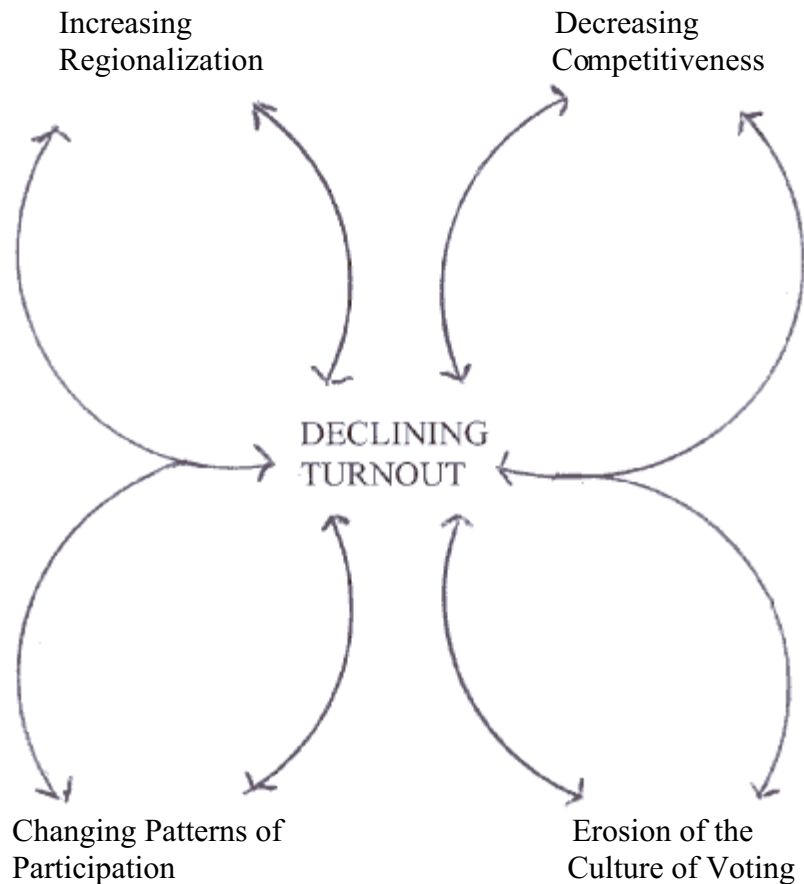 Increasing
Regionalization
Decreasing
Competitiveness
DECLINING
TURNOUT
Changing Patterns of
Participation
Erosion of the
Culture of Voting